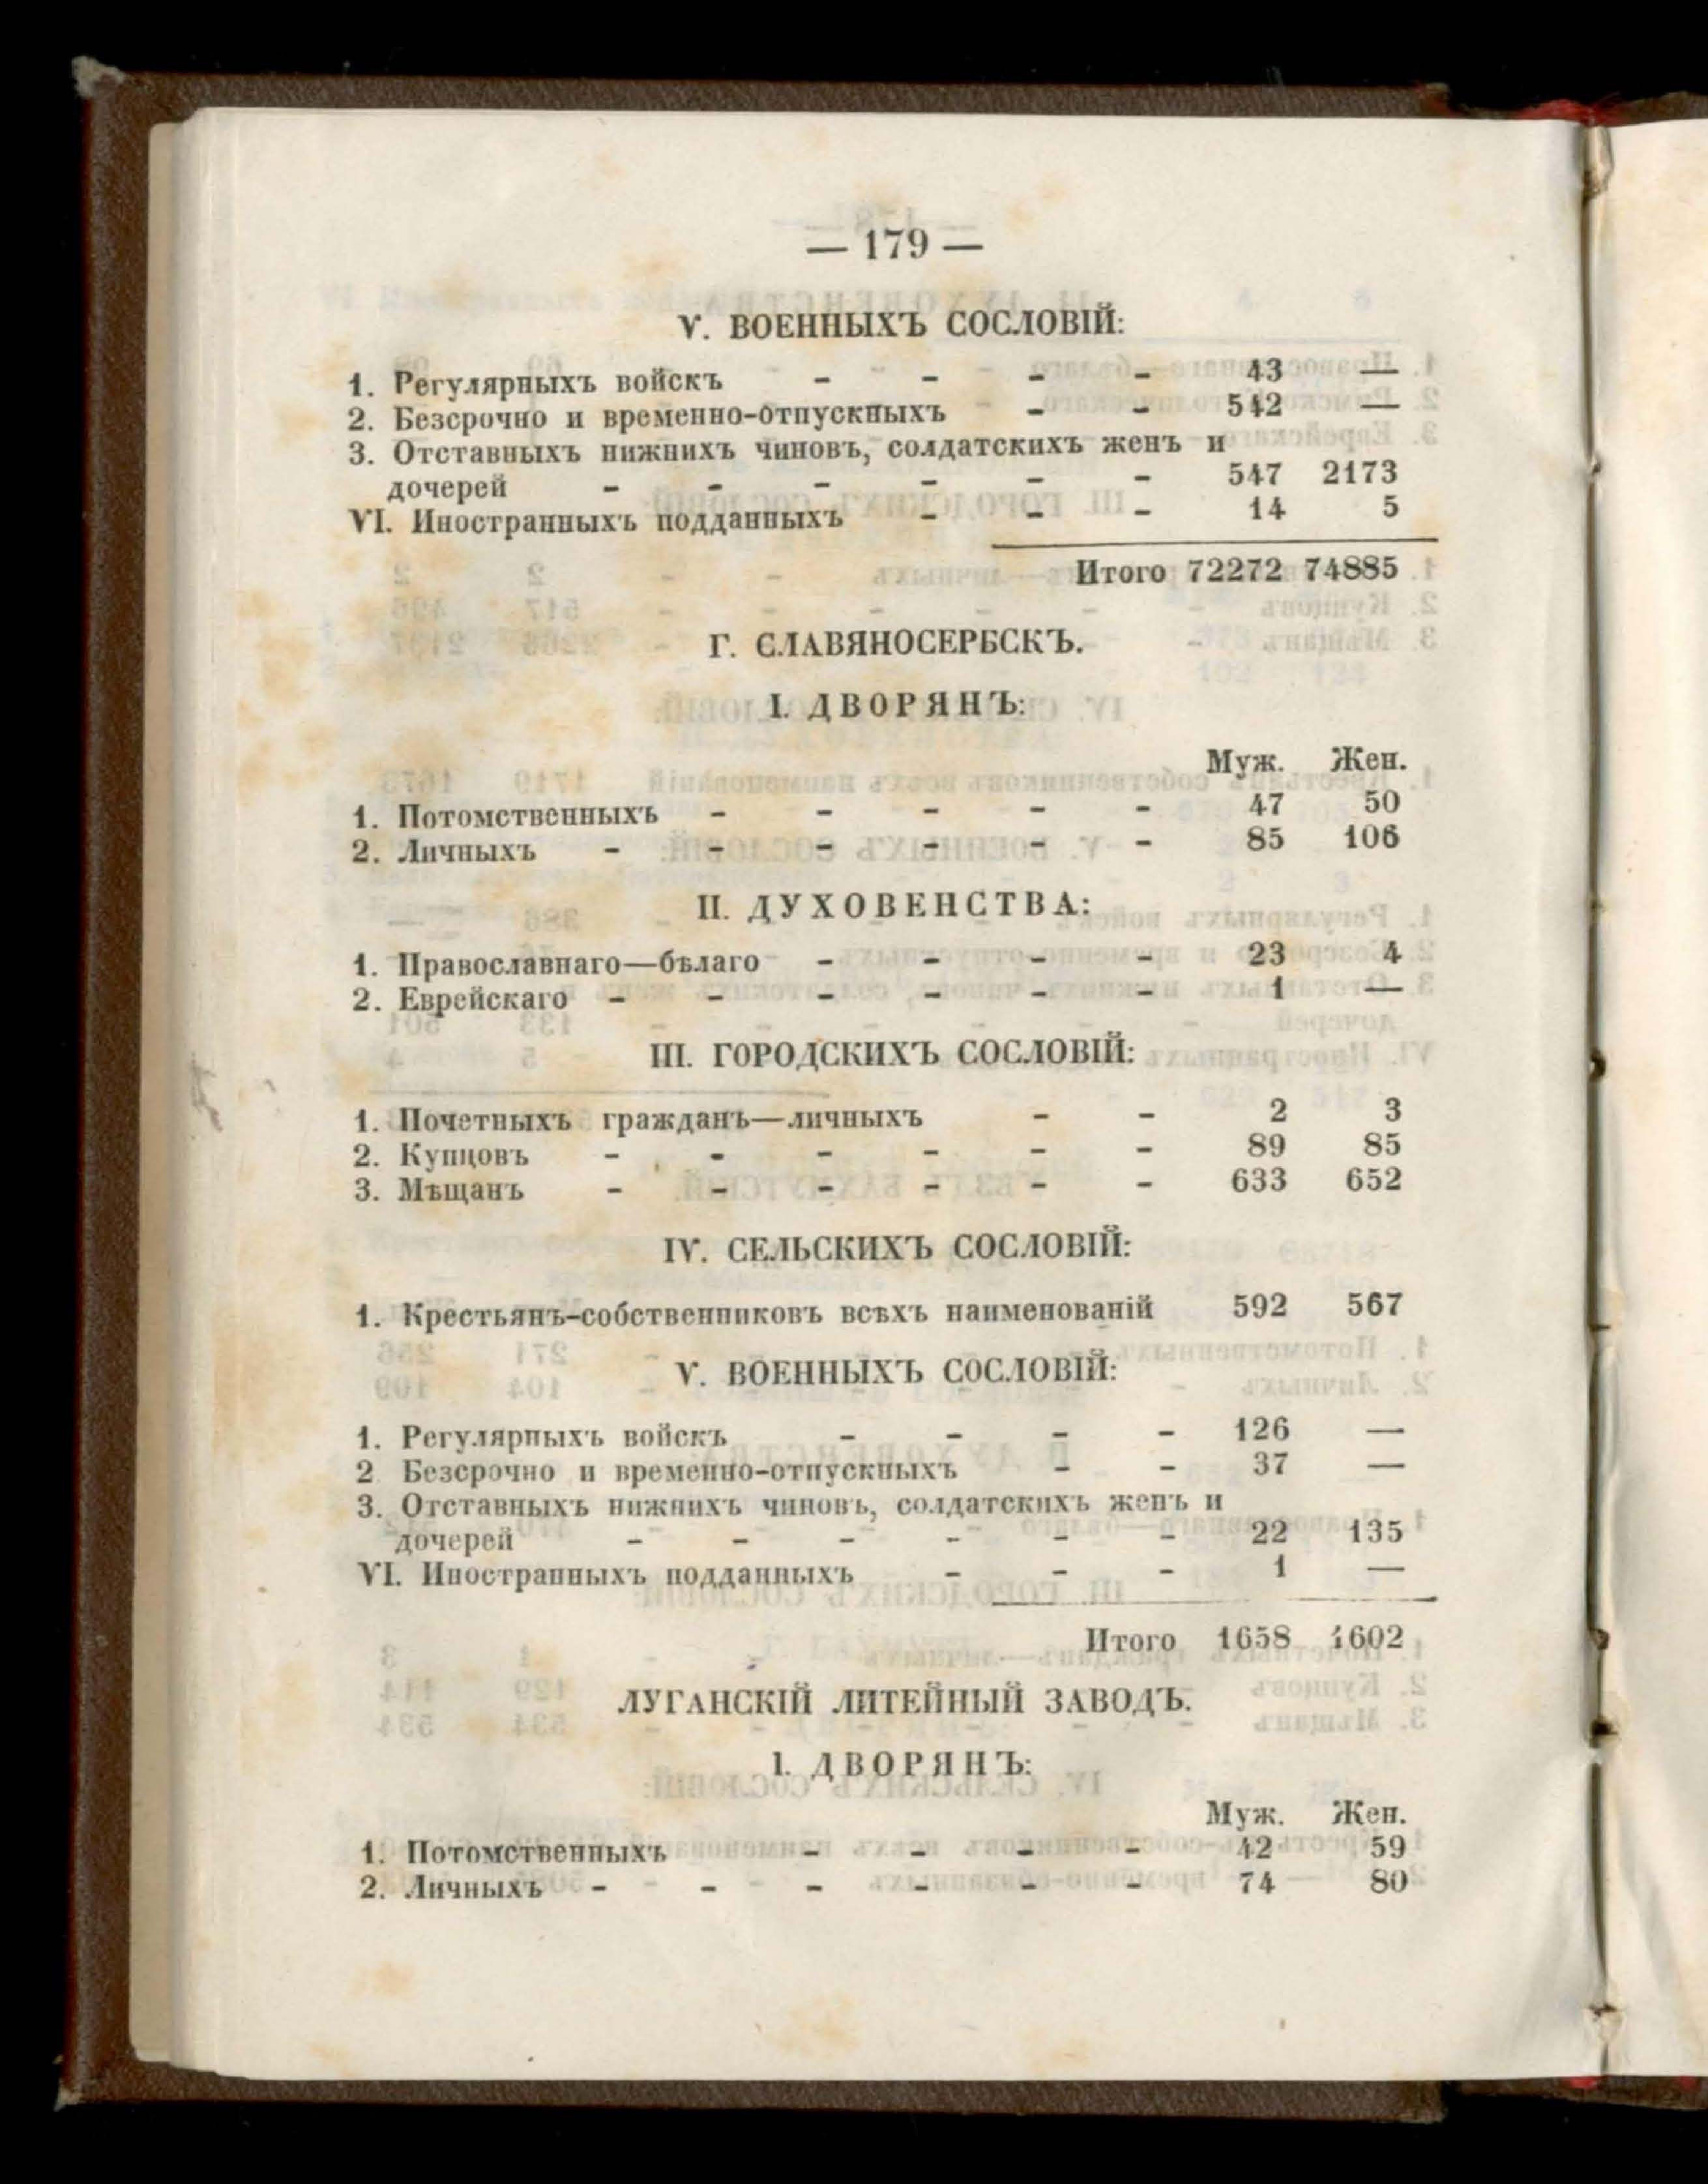 — 179 —
V. ВОЕННЫХЪ СОСЛОВІЙ:
1. Регулярныхъ войскъ - - - - 43 —
2. Безсрочно и временно-отпускныхъ - - 542 —
3. Отставныхъ нижнихъ чиновъ, солдатскихъ женъ и
дочерей - - - - - - 547 2173
VI. Иностранныхъ подданныхъ - - - 14 5
Итого 72272 74885
Г. СЛАВЯНОСЕРБСКЪ.
I. ДВОРЯНЪ:
Муж. Жен.
1. Потомственныхъ - - - - - 47 50
2. Личныхъ - - - - - - 85 106
II. ДУХОВЕНСТВА:
1. Православнаго—бѣлаго - - - - 23 4
2. Еврейскаго - - - - - - 1 —
III. ГОРОДСКИХЪ СОСЛОВІЙ:
1. Почетныхъ гражданъ—личныхъ - - 2 3
2. Купцовъ - - - - - - 89 85
3. Мѣщанъ - - - - - - 633 652
IV. СЕЛЬСКИХЪ СОСЛОВІЙ:
1. Крестьянъ-собственниковъ всѣхъ наименованій 592 567
V. ВОЕННЫХЪ СОСЛОВІЙ:
1. Регулярныхъ войскъ - - - - 126 —
2 Безсрочно и временно-отпускныхъ - - 37 —
3. Отставныхъ нижнихъ чиновъ, солдатскихъ женъ и
дочерей - - - - - - 22 135
VI. Иностранныхъ подданныхъ - - - 1 —
Итого 1658 1602
ЛУГАНСКІЙ ЛИТЕЙНЫЙ ЗАВОДЪ.
I. ДВОРЯНЪ:
Муж. Жен.
1. Потомственныхъ - - - - 42 59
2. Личныхъ - - - - - - 74 80